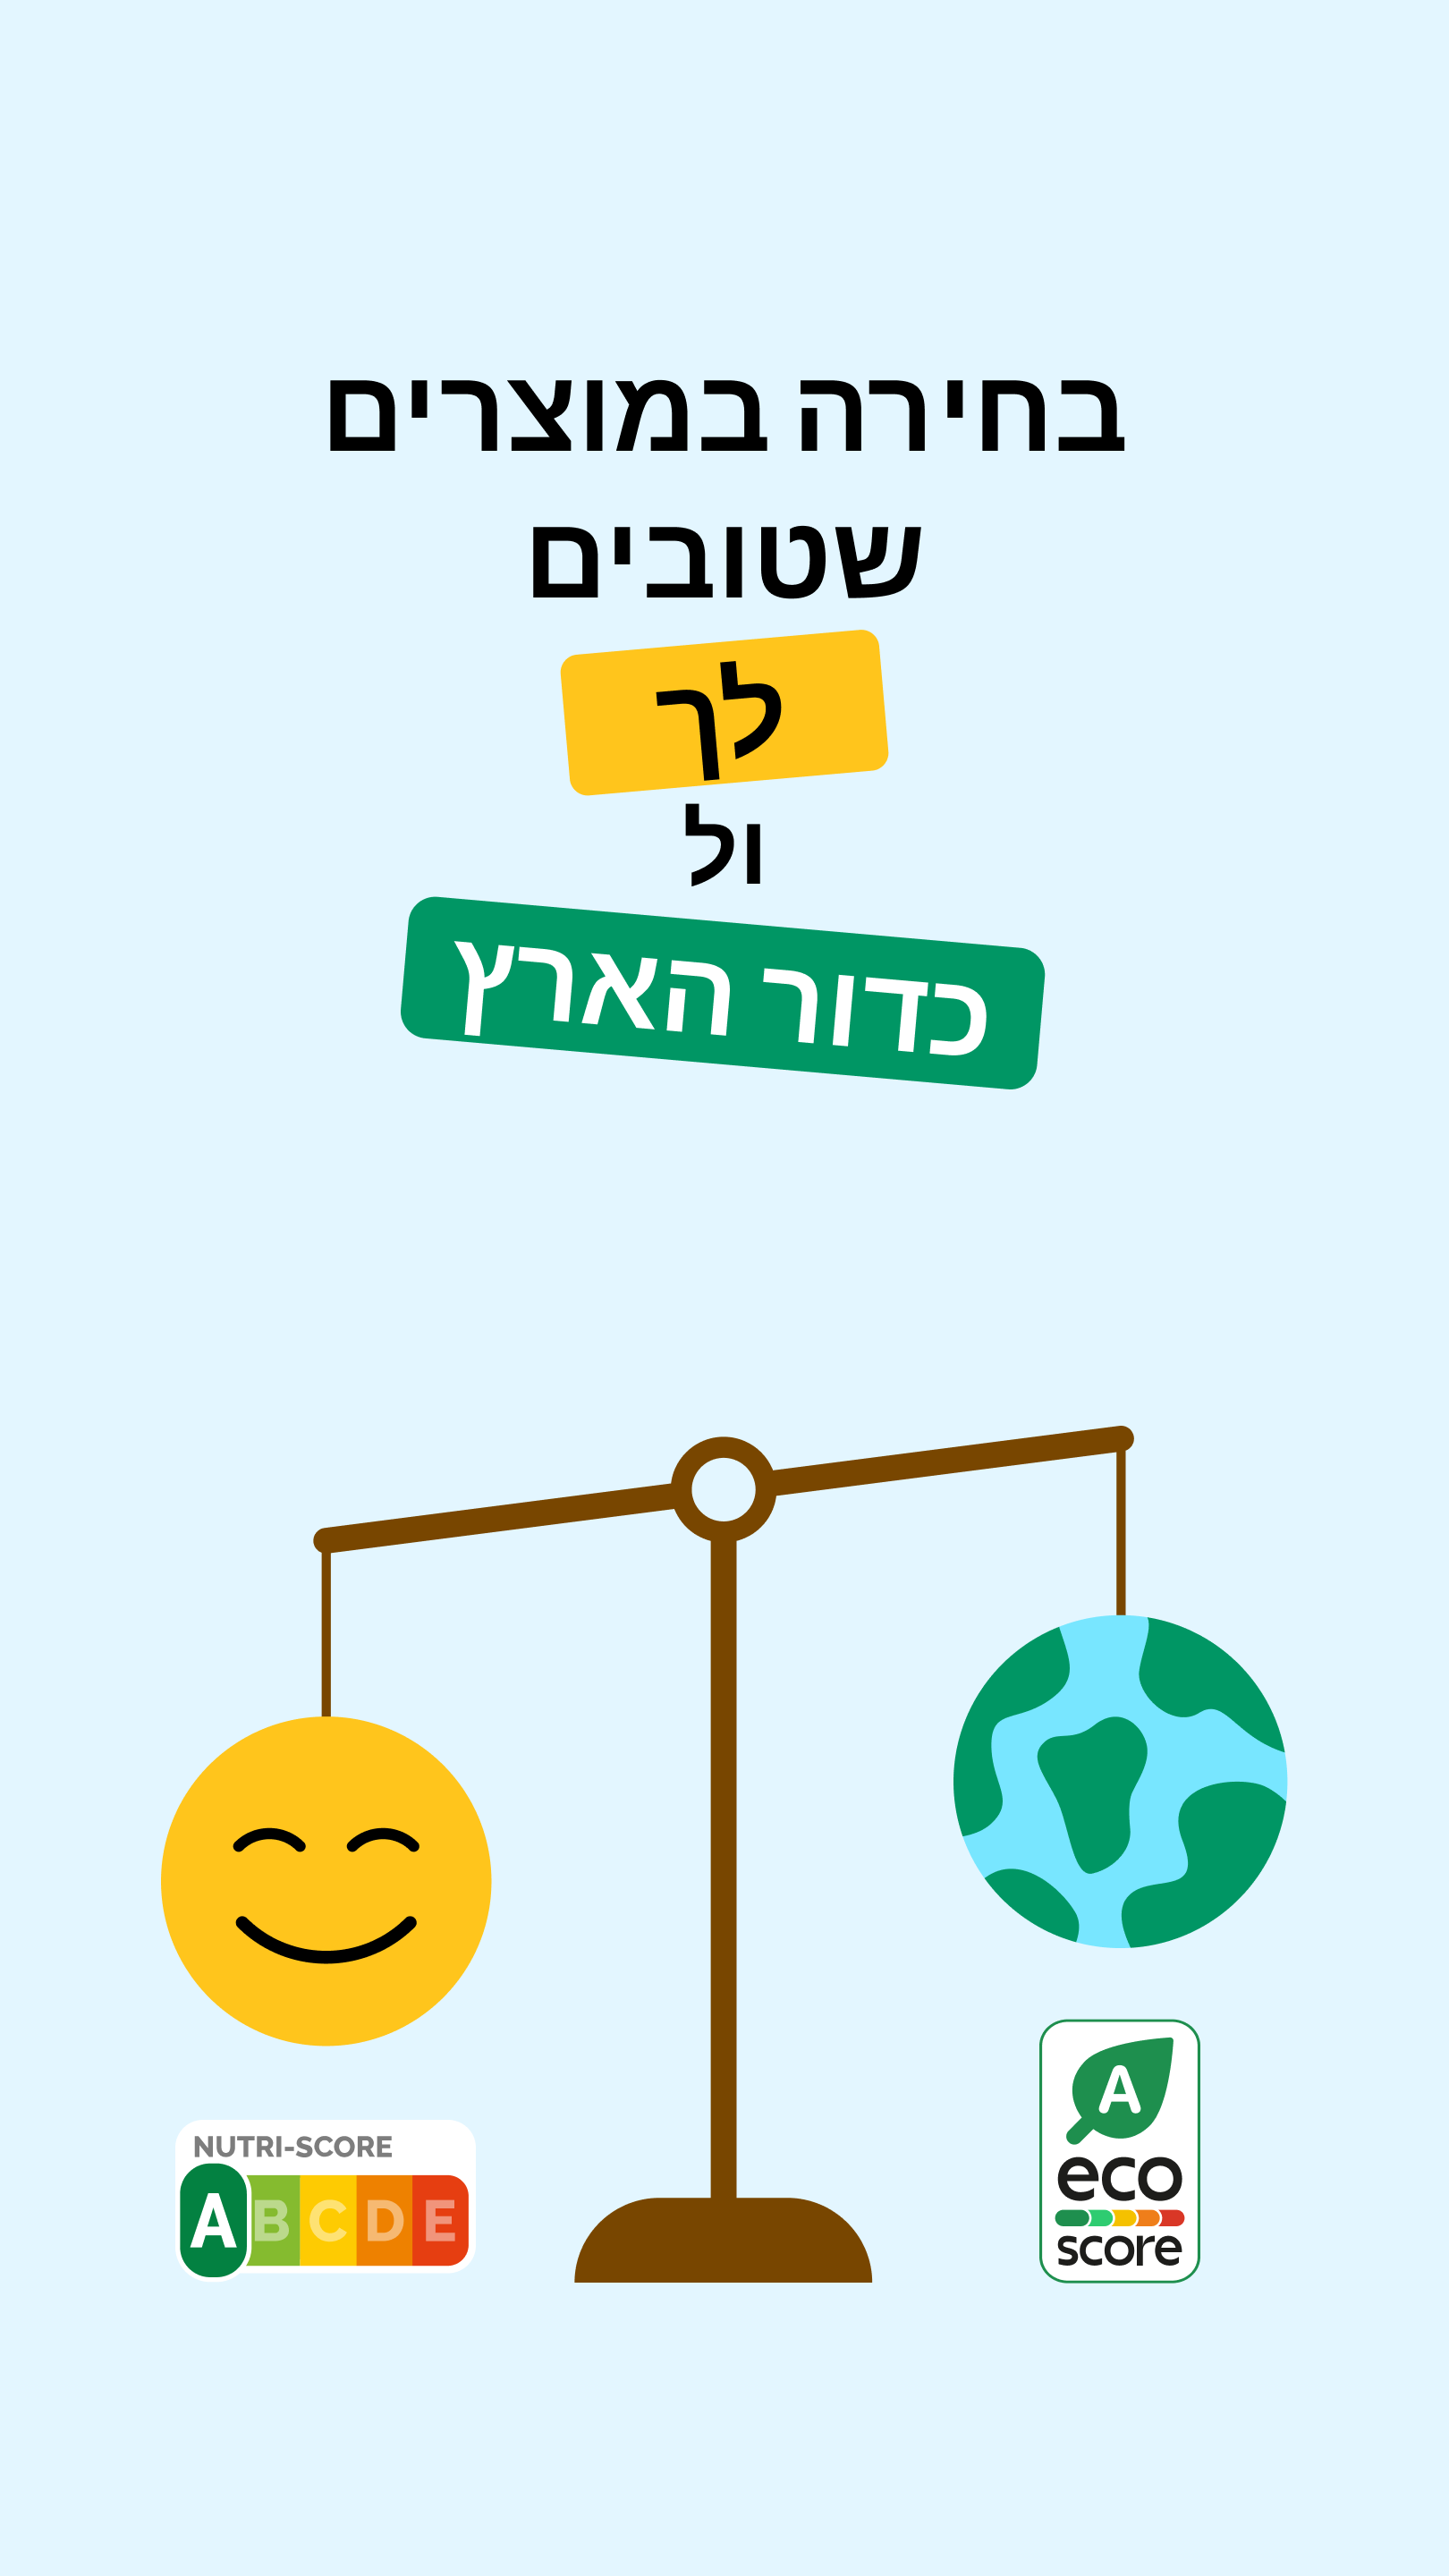 בחירה במוצרים
שטובים
לך
ול
כדור הארץ
NUTRI-SCORE
A B C D E
A
eco
score